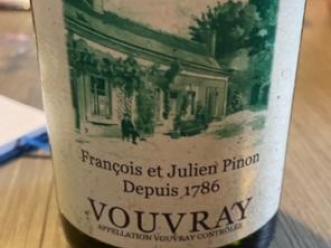 François et Julien Pinon
Depuis 1786
VOUVRAY
APPELLATION VOUVRAY CONTRÔLÉE